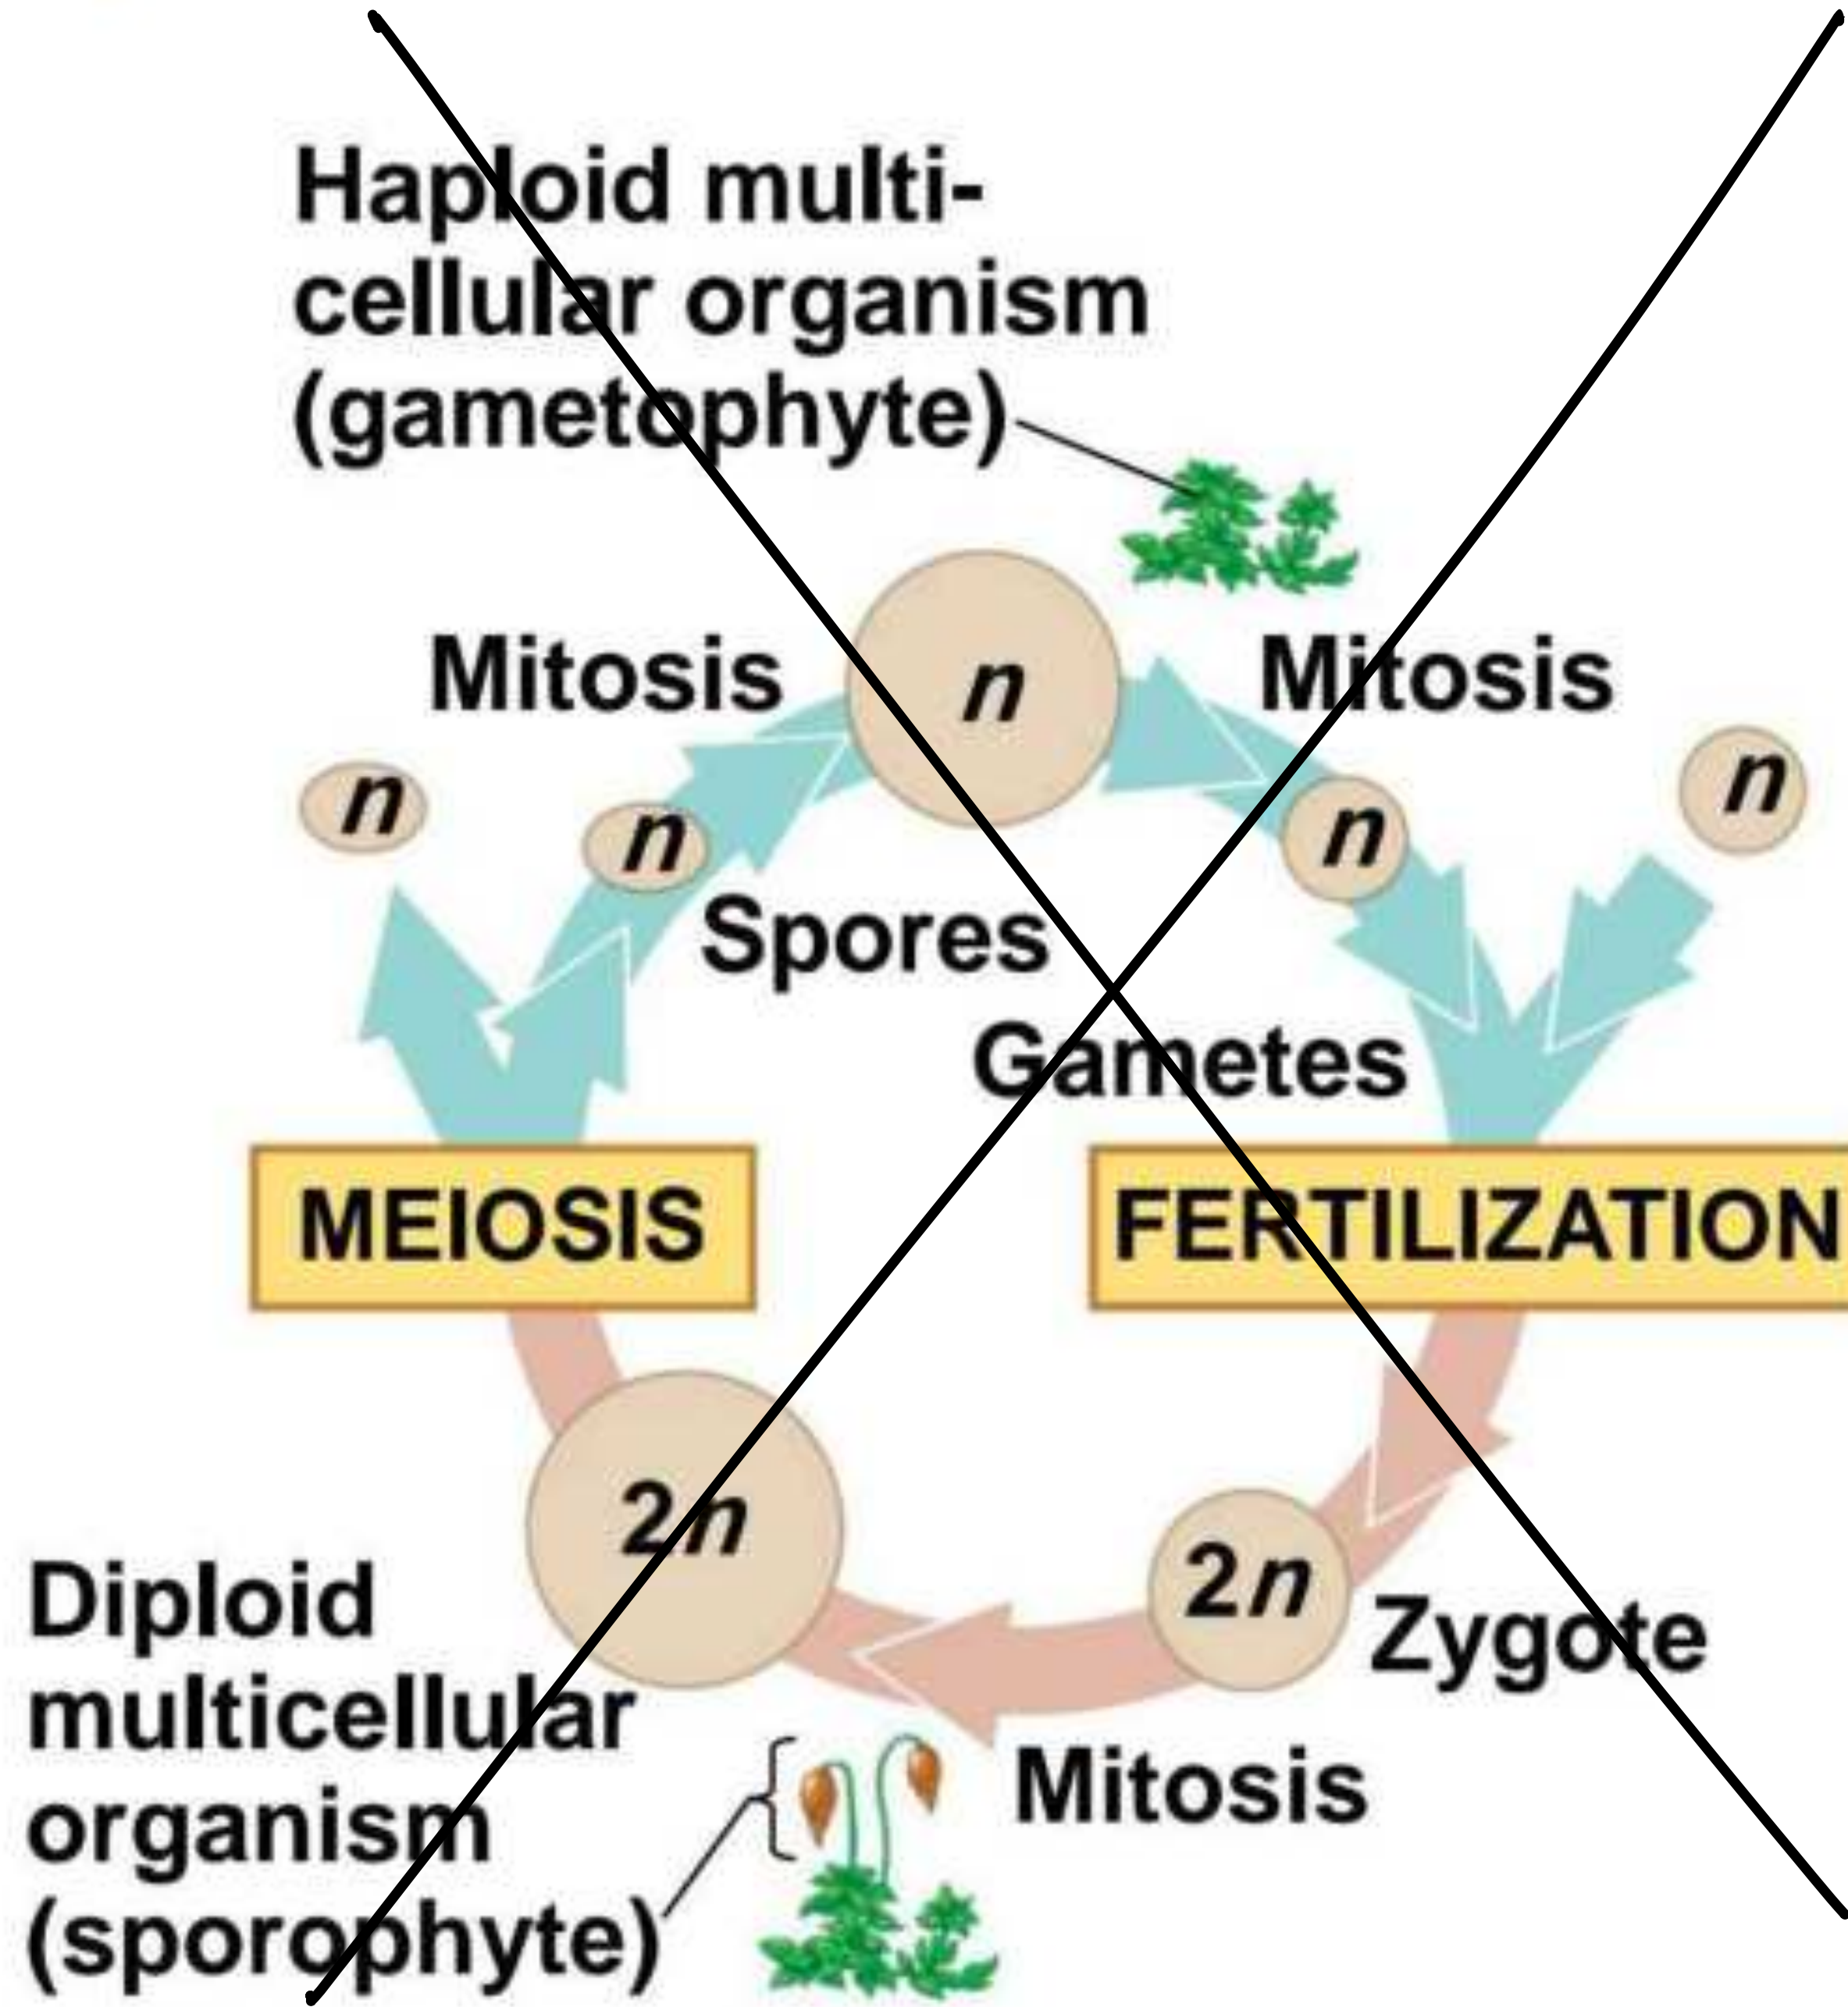 Haploid multi-
cellular organism
(gametophyte)
Mitosis
n
Mitosis
n
n
n
n
Spores
Gametes
MEIOSIS
FERTILIZATION
2n
2n
Diploid
multicellular
organism
(sporophyte)
Zygote
Mitosis